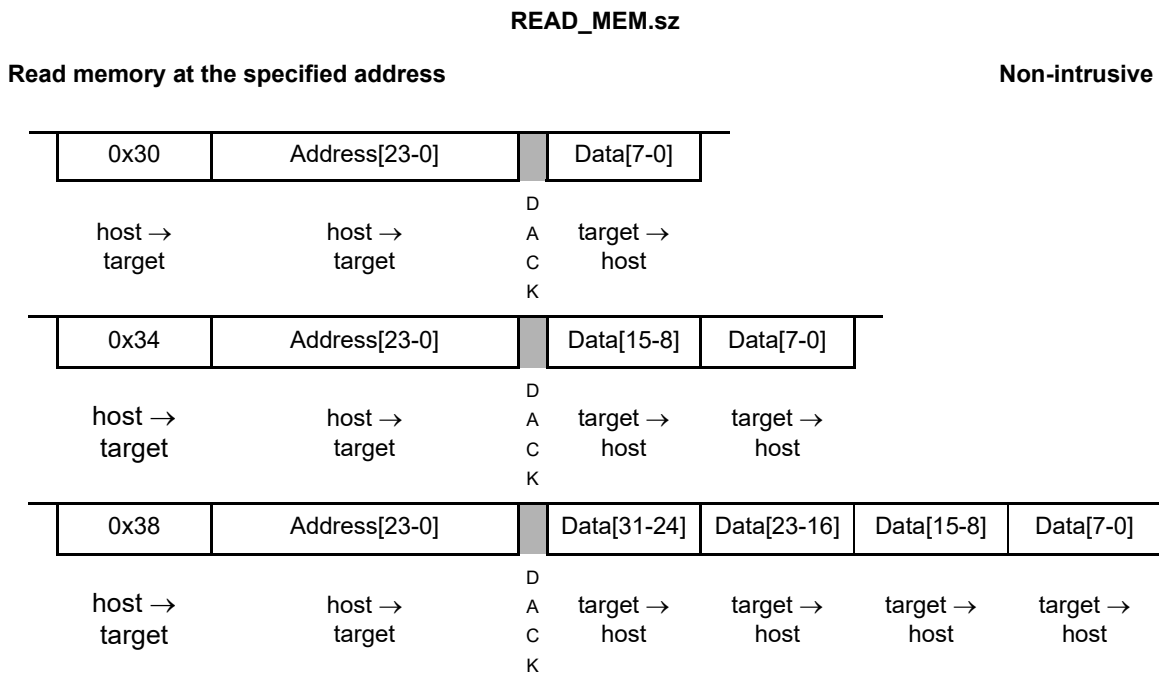 READ_MEM.sz
Read memory at the specified address Non-intrusive
0x30 Address[23-0] Data[7-0]
D
host → host → A target →
target target C host
K
0x34 Address[23-0] Data[15-8] Data[7-0]
D
host → host → A target → target →
target target C host host
K
0x38 Address[23-0] Data[31-24] Data[23-16] Data[15-8] Data[7-0]
D
host → host → A target → target → target → target →
target target C host host host host
K